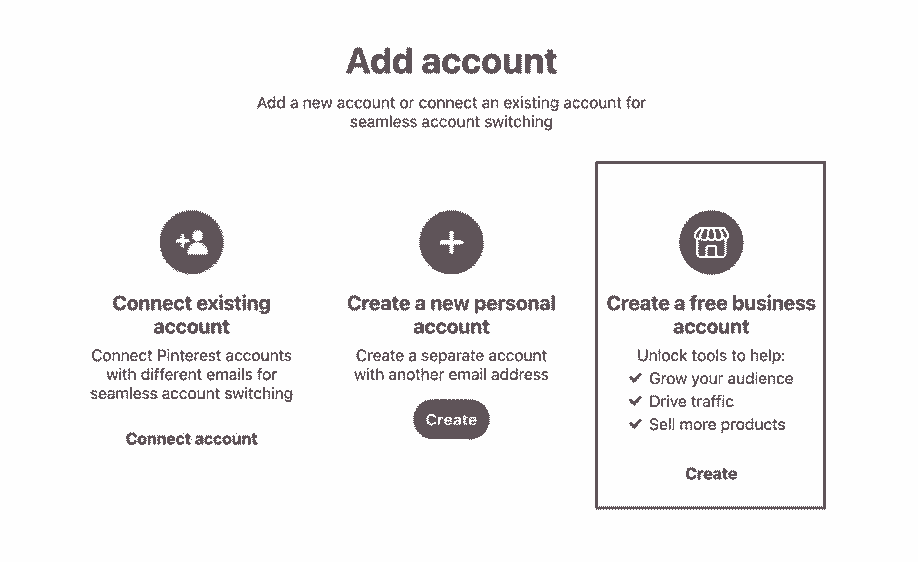 Add account
Add a new account or connect an existing account for
seamless account switching
Connect existing
account
Connect Pinterest accounts
with different emails for
seamless account switching
Connect account
Create a new personal
account
Create a separate account
with another email address
Create
Create a free business
account
Unlock tools to help:
Grow your audience
Drive traffic
Sell more products
Create